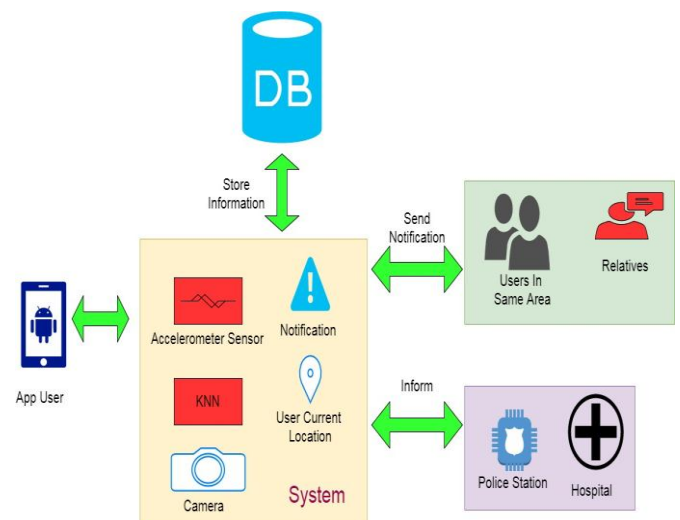 DB
Store
Information
Send
Notification
Users In
Same Area
Relatives
App User
Accelerometer Sensor
Notification
KNN
User Current
Location
Camera
System
Inform
Police Station
Hospital